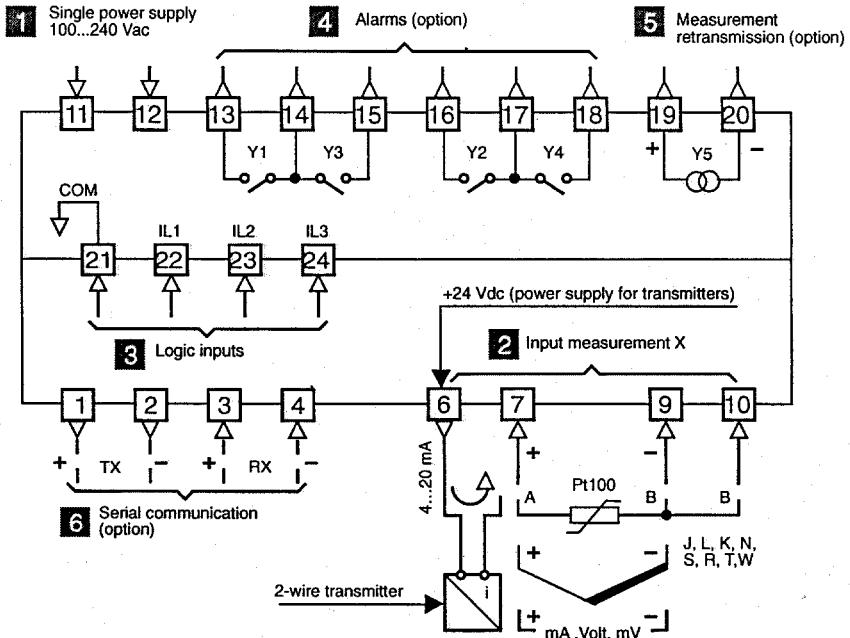 1 Single power supply
100...240 Vac
4 Alarms (option)
5 Measurement
retransmission (option)
11 12 13 14 15 16 17 18 19 20
Y1 Y3 Y2 Y4 + Y5 -
COM
IL1 IL2 IL3
21 22 23 24
+24 Vdc (power supply for transmitters)
3 Logic inputs
2 Input measurement X
1 2 3 4 6 7 9 10
+ TX - + RX - + -
4...20 mA
Pt100
A B B
6 Serial communication
(option)
+ - J, L, K, N,
S, R, T,W
2-wire transmitter
i
+ -
mA ,Volt, mV